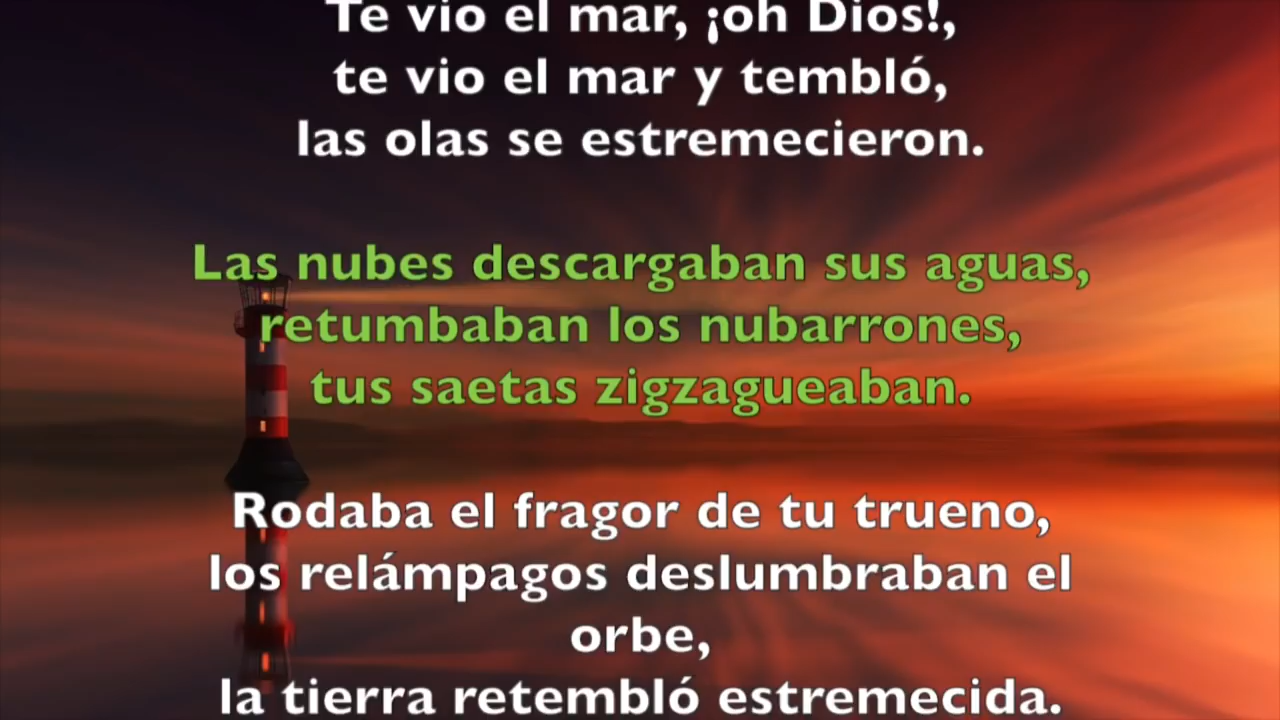 Te vio el mar, ¡oh Dios!,
te vio el mar y tembló,
las olas se estremecieron.
Las nubes descargaban sus aguas,
retumbaban los nubarrones,
tus saetas zigzagueaban.
Rodaba el fragor de tu trueno,
los relámpagos deslumbraban el
orbe,
la tierra retembló estremecida.